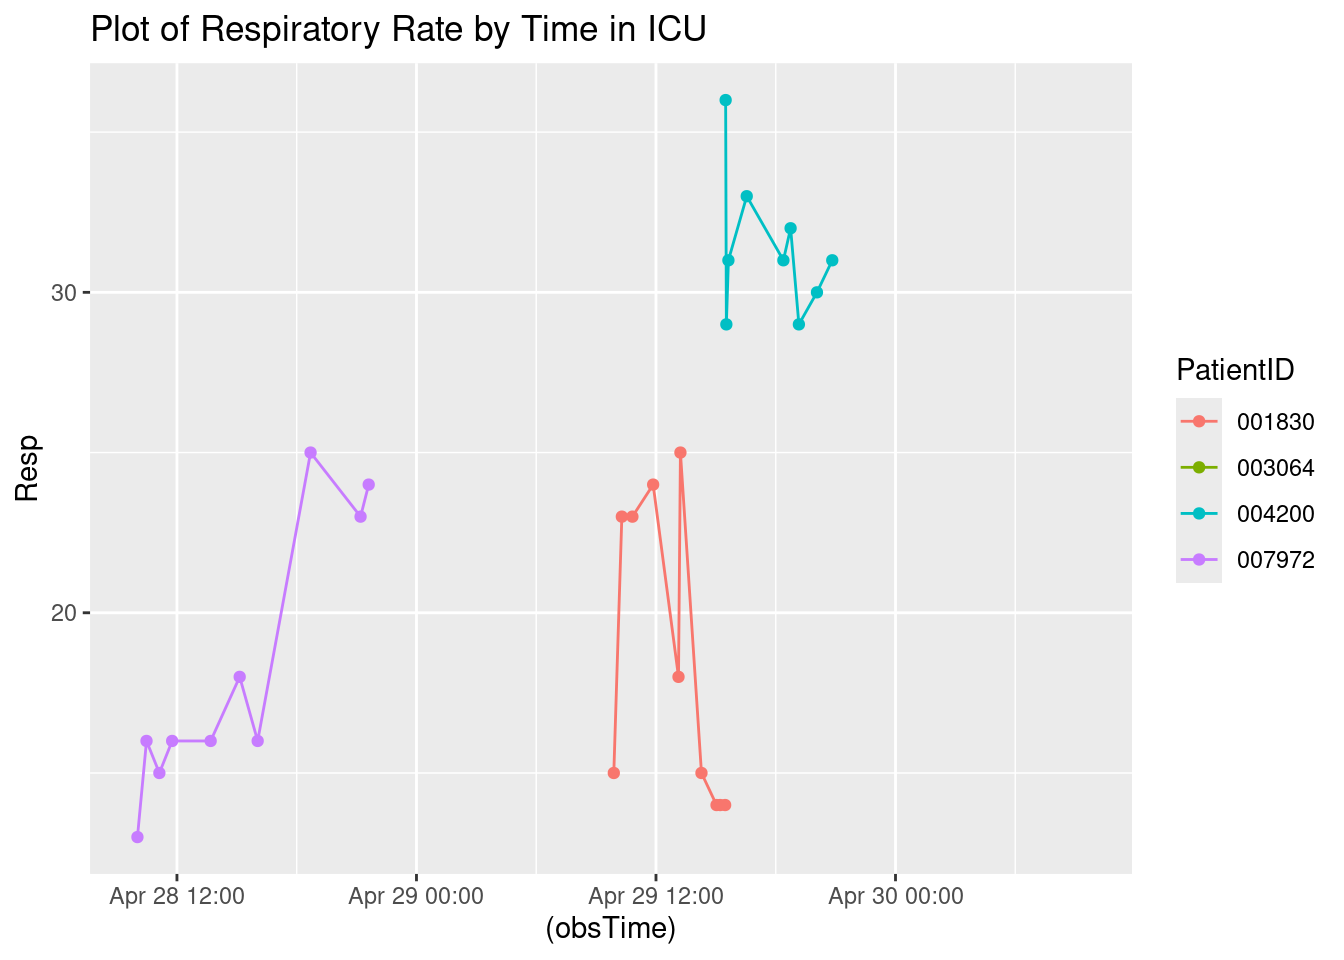 Plot of Respiratory Rate by Time in ICU
Resp
30
20
Apr 28 12:00
Apr 29 00:00
Apr 29 12:00
Apr 30 00:00
(obsTime)
PatientID
001830
003064
004200
007972